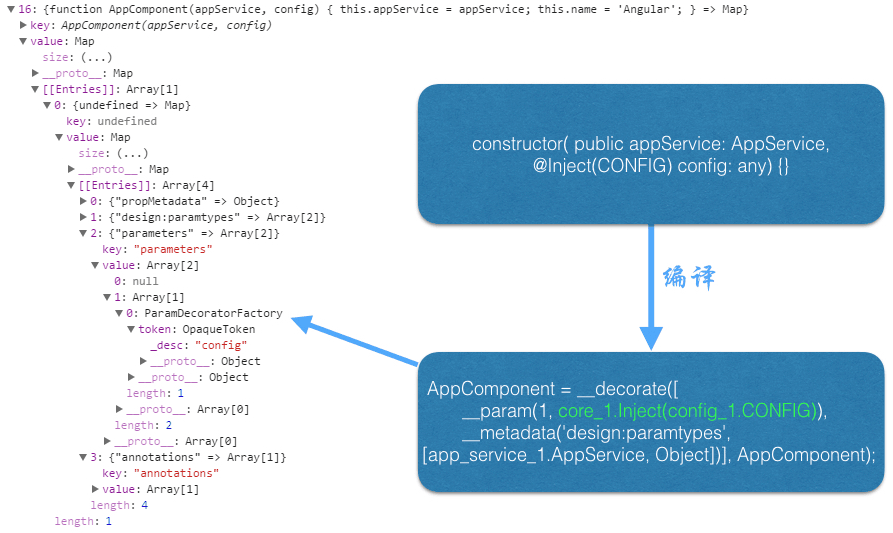 16: {function AppComponent(appService, config) { this.appService = appService; this.name = 'Angular'; } => Map}
key: AppComponent(appService, config)
value: Map
size: (...)
__proto__: Map
[[Entries]]: Array[1]
0: {undefined => Map}
key: undefined
value: Map
size: (...)
__proto__: Map
[[Entries]]: Array[4]
0: {"propMetadata" => Object}
1: {"design:paramtypes" => Array[2]}
2: {"parameters" => Array[2]}
key: "parameters"
value: Array[2]
0: null
1: Array[1]
0: ParamDecoratorFactory
token: OpaqueToken
_desc: "config"
__proto__: Object
__proto__: Object
length: 1
__proto__: Array[0]
length: 2
__proto__: Array[0]
3: {"annotations" => Array[1]}
key: "annotations"
value: Array[1]
length: 4
length: 1
constructor( public appService: AppService,
@Inject(CONFIG) config: any) {}
编译
AppComponent = __decorate([
__param(1, core_1.Inject(config_1.CONFIG)),
__metadata('design:paramtypes',
[app_service_1.AppService, Object])], AppComponent);